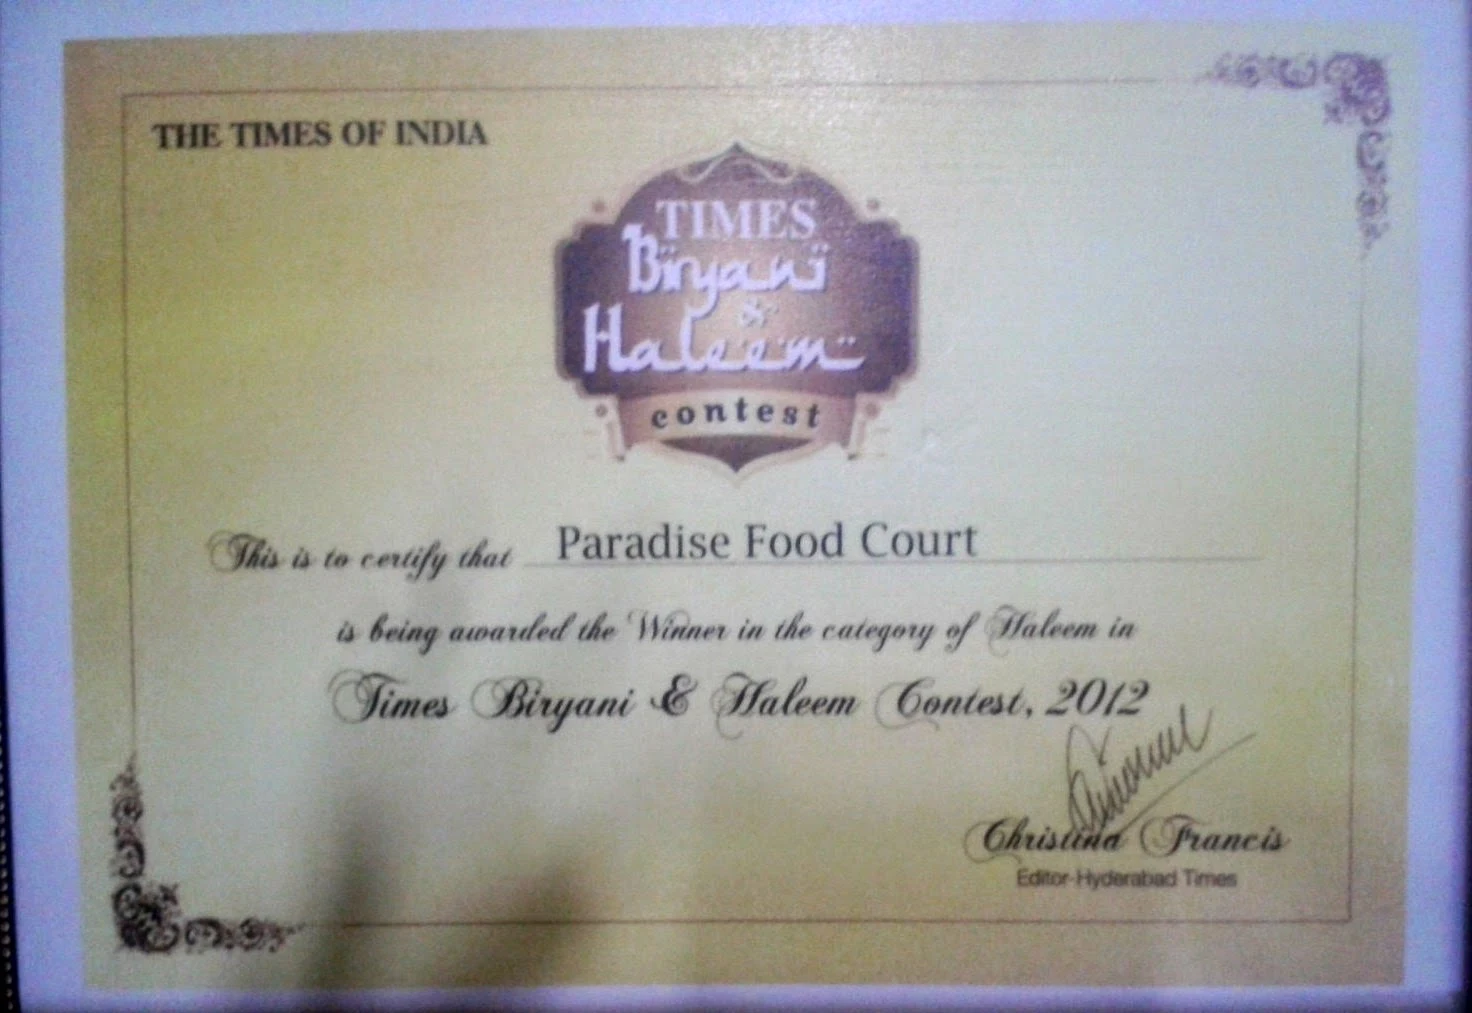 THE TIMES OF INDIA
TIMES
Biryani
&
Haleem
contest
This is to certify that Paradise Food Court
is being awarded the Winner in the category of Haleem in
Times Biryani & Haleem Contest, 2012
Christina Francis
Editor-Hyderabad Times